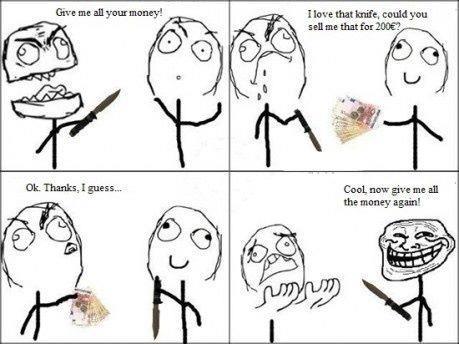 Give me all your money!
I love that knife, could you
sell me that for 200€?
Ok. Thanks, I guess...
Cool, now give me all
the money again!